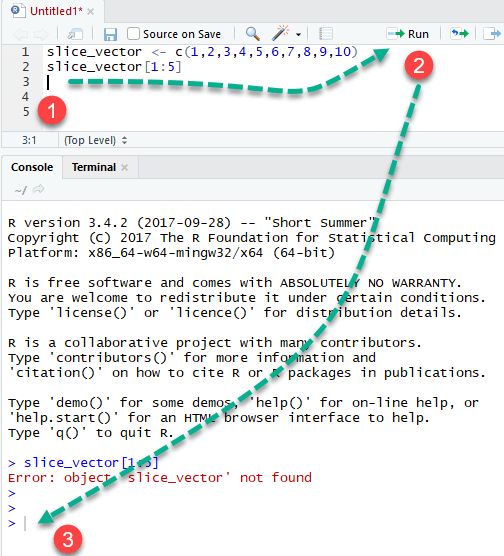 Untitled1*
Source on Save
Run
1 slice_vector <- c(1,2,3,4,5,6,7,8,9,10)
2 slice_vector[1:5]
3
4
5
1
2
3:1 (Top Level)
Console Terminal
~/
R version 3.4.2 (2017-09-28) -- "Short Summer"
Copyright (C) 2017 The R Foundation for Statistical Computing
Platform: x86_64-w64-mingw32/x64 (64-bit)
R is free software and comes with ABSOLUTELY NO WARRANTY.
You are welcome to redistribute it under certain conditions.
Type 'license()' or 'licence()' for distribution details.
R is a collaborative project with many contributors.
Type 'contributors()' for more information and
'citation()' on how to cite R or R packages in publications.
Type 'demo()' for some demos, 'help()' for on-line help, or
'help.start()' for an HTML browser interface to help.
Type 'q()' to quit R.
> slice_vector[1:5]
Error: object 'slice_vector' not found
>
>
>
3